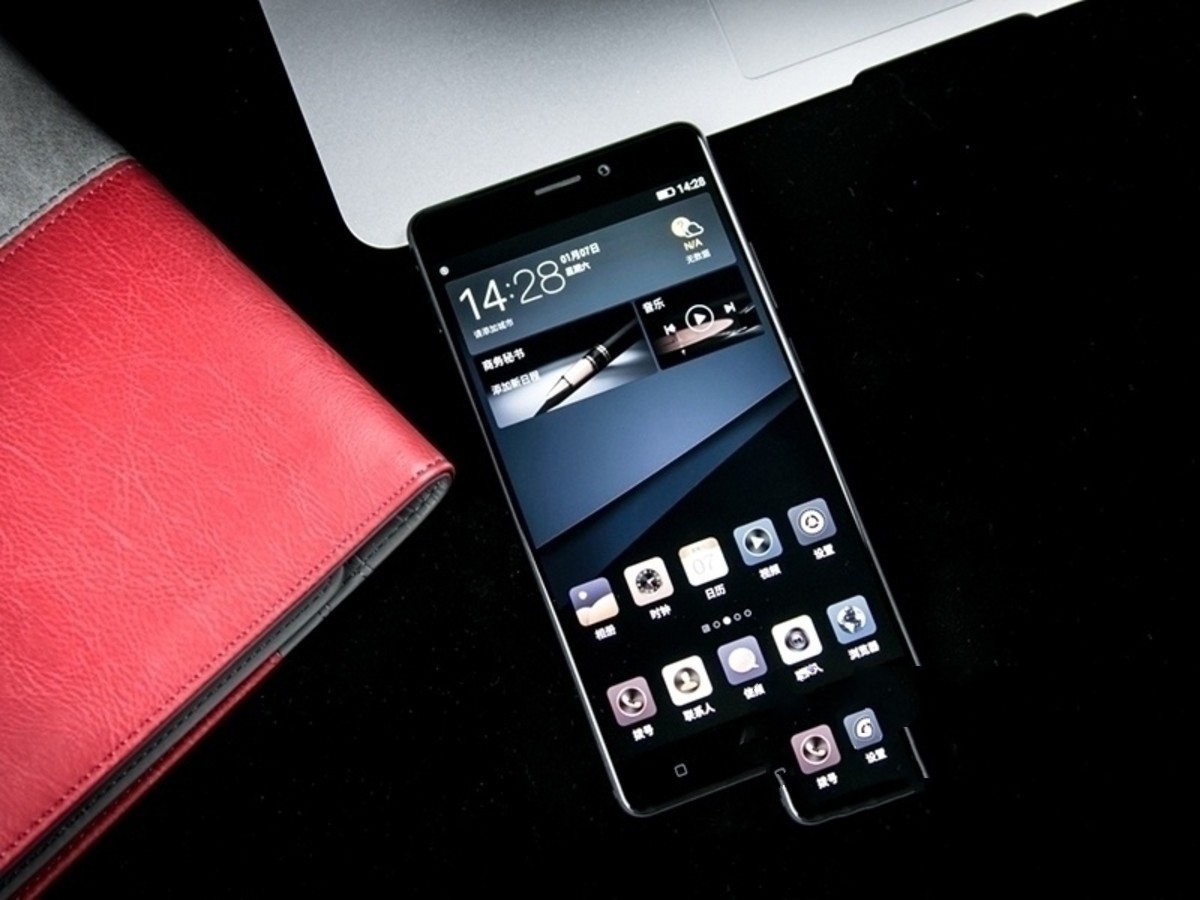 14:28
14:28
01月07日
星期六
N/A
无数据
请添加城市
音乐
商务秘书
添加新日程
相册
时钟
07
日历
视频
设置
拨号
联系人
信息
浏览器
拨号
设置